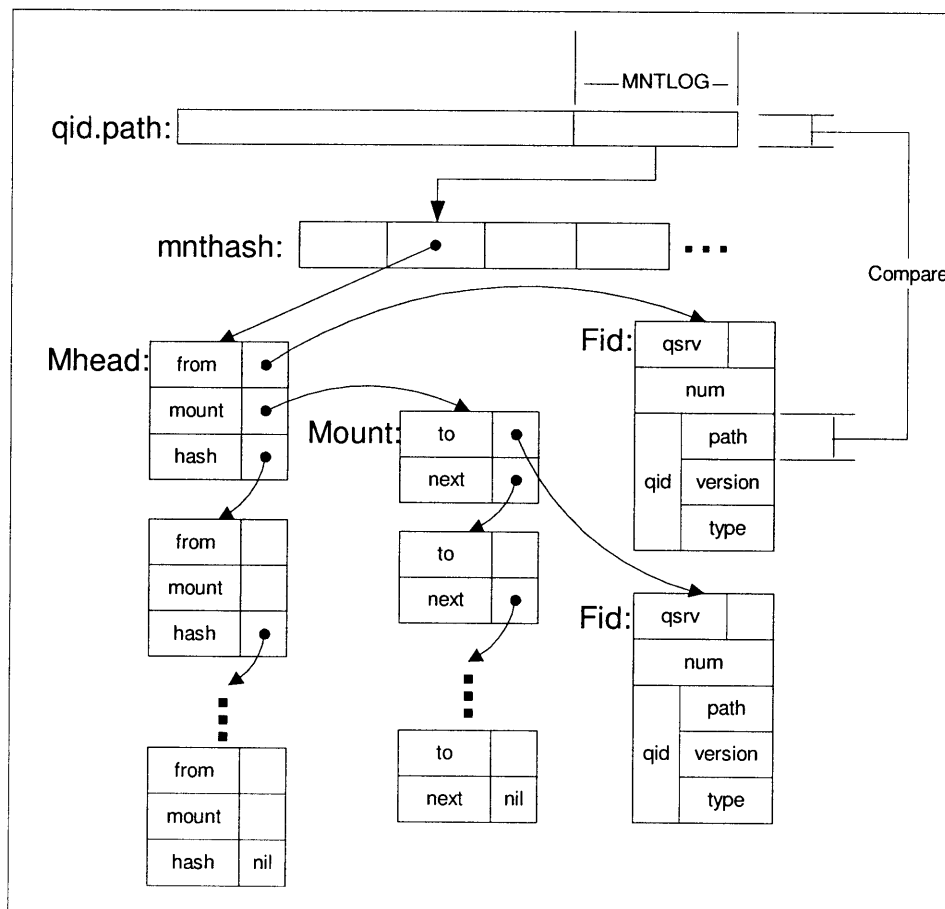 MNTLOG
qid.path:
mnthash:
Compare
Mhead:
from
mount
hash
from
mount
hash
from
mount
hash nil
Mount:
to
next
to
next
to
next nil
Fid:
qsrv
num
qid
path
version
type
Fid:
qsrv
num
qid
path
version
type